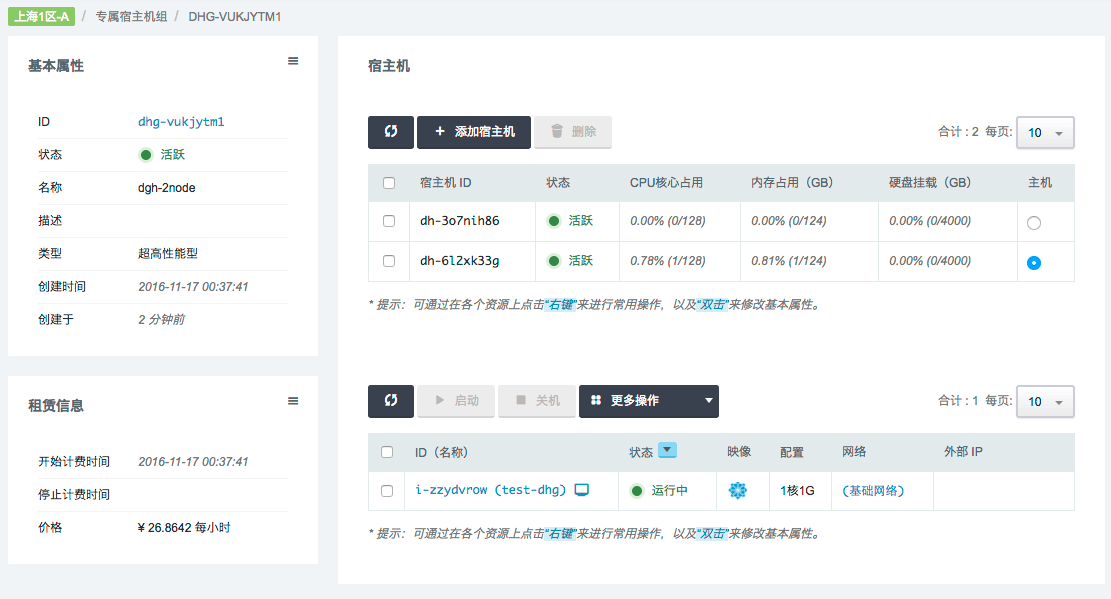 上海1区-A / 专属宿主机组 / DHG-VUKJYTM1
基本属性
ID dhg-vukjytm1
状态 活跃
名称 dgh-2node
描述
类型 超高性能型
创建时间 2016-11-17 00:37:41
创建于 2 分钟前
租赁信息
开始计费时间 2016-11-17 00:37:41
停止计费时间
价格 ¥ 26.8642 每小时
宿主机
+ 添加宿主机 删除 合计 : 2 每页: 10
宿主机 ID 状态 CPU核心占用 内存占用（GB） 硬盘挂载（GB） 主机
dh-3o7nih86 活跃 0.00% (0/128) 0.00% (0/124) 0.00% (0/4000)
dh-6l2xk33g 活跃 0.78% (1/128) 0.81% (1/124) 0.00% (0/4000)
* 提示：可通过在各个资源上点击“右键”来进行常用操作，以及“双击”来修改基本属性。
启动 关机 更多操作 合计 : 1 每页: 10
ID（名称） 状态 映像 配置 网络 外部 IP
i-zzydvrow (test-dhg) 运行中 1核1G (基础网络)
* 提示：可通过在各个资源上点击“右键”来进行常用操作，以及“双击”来修改基本属性。